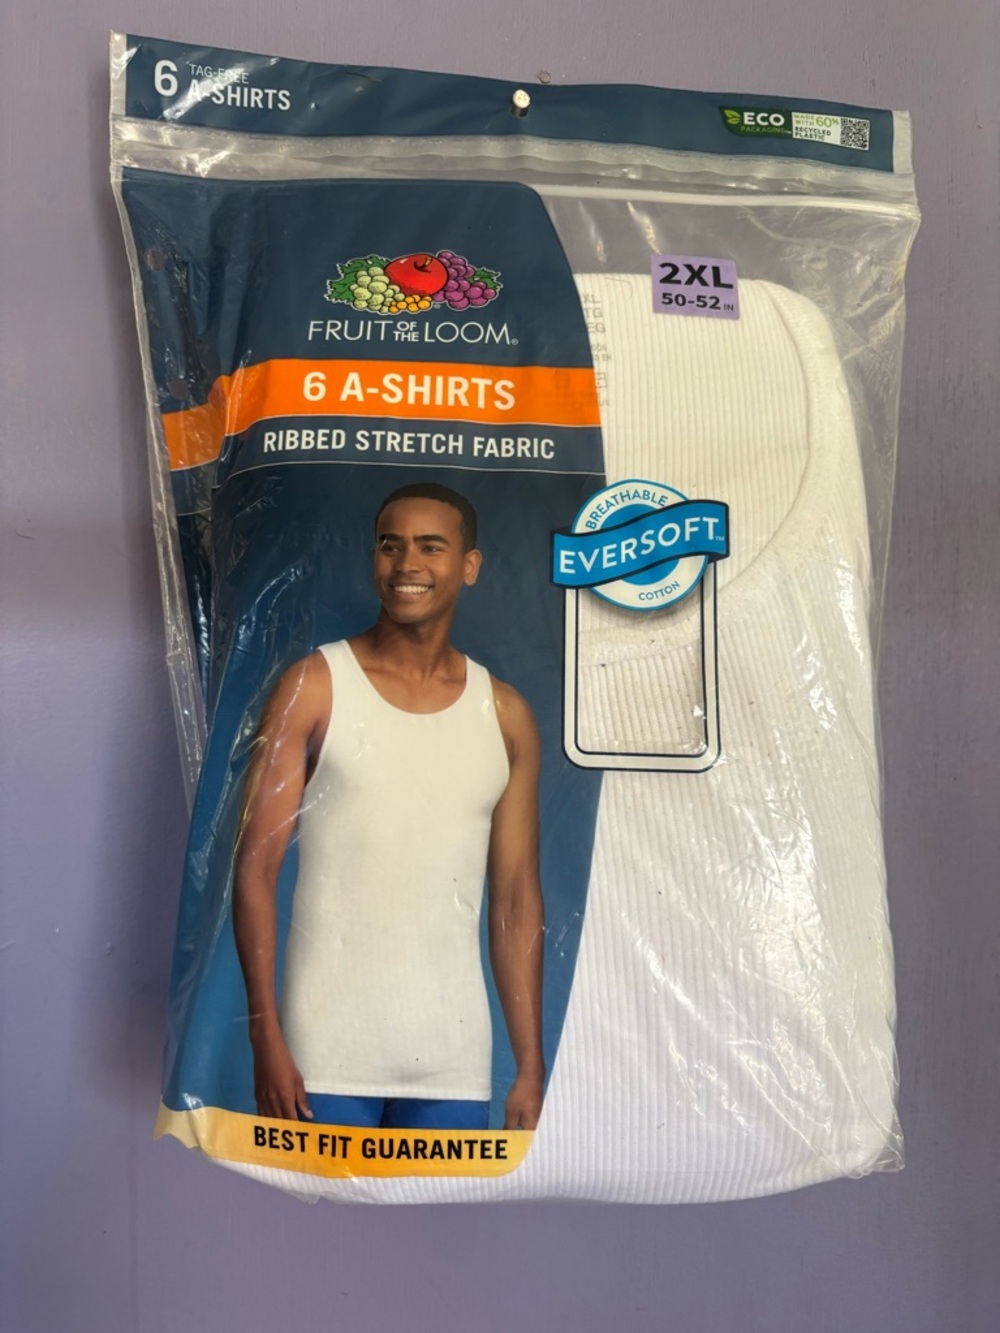 6 TAG-FREE
A-SHIRTS
ECO
PACKAGING
MADE
WITH 60%
RECYCLED
PLASTIC
2XL
50-52 IN
FRUIT OF THE LOOM®
6 A-SHIRTS
RIBBED STRETCH FABRIC
BREATHABLE
EVERSOFT™
COTTON
BEST FIT GUARANTEE